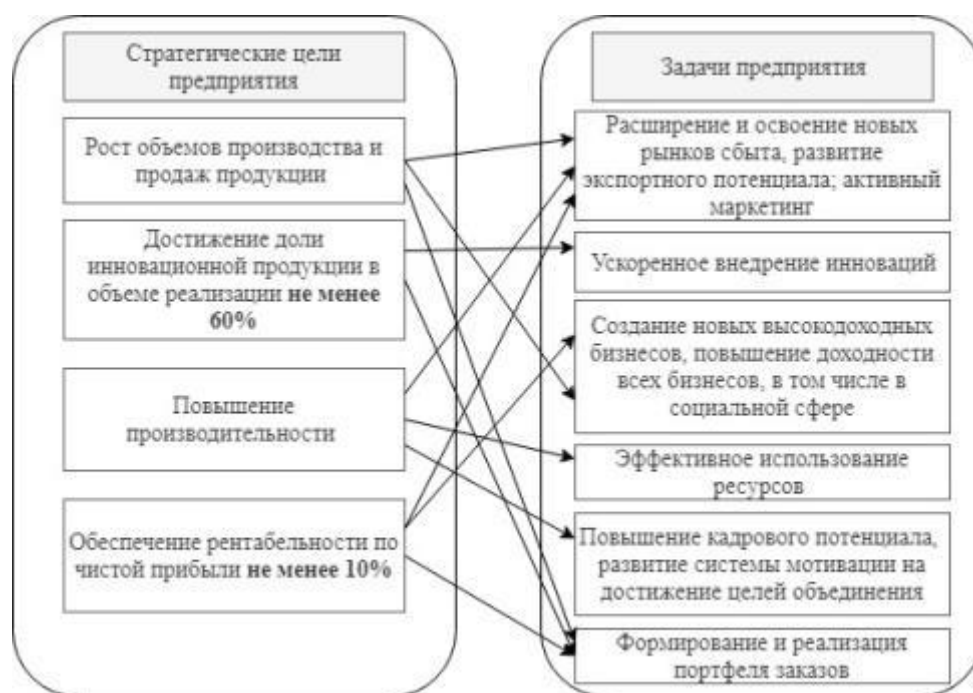 Стратегические цели
предприятия
Рост объемов производства и
продаж продукции
Достижение доли
инновационной продукции в
объеме реализации не менее
60%
Повышение
производительности
Обеспечение рентабельности по
чистой прибыли не менее 10%
Задачи предприятия
Расширение и освоение новых
рынков сбыта, развитие
экспортного потенциала; активный
маркетинг
Ускоренное внедрение инноваций
Создание новых высокодоходных
бизнесов, повышение доходности
всех бизнесов, в том числе в
социальной сфере
Эффективное использование
ресурсов
Повышение кадрового потенциала,
развитие системы мотивации на
достижение целей объединения
Формирование и реализация
портфеля заказов